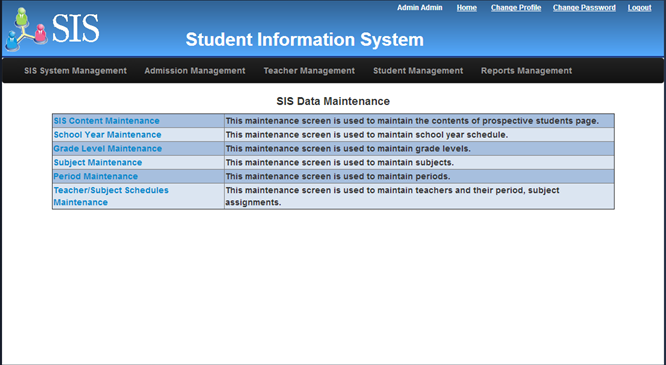 Admin Admin Home Change Profile Change Password Logout
SIS
Student Information System
SIS System Management Admission Management Teacher Management Student Management Reports Management
SIS Data Maintenance
SIS Content Maintenance This maintenance screen is used to maintain the contents of prospective students page.
School Year Maintenance This maintenance screen is used to maintain school year schedule.
Grade Level Maintenance This maintenance screen is used to maintain grade levels.
Subject Maintenance This maintenance screen is used to maintain subjects.
Period Maintenance This maintenance screen is used to maintain periods.
Teacher/Subject Schedules This maintenance screen is used to maintain teachers and their period, subject
Maintenance assignments.